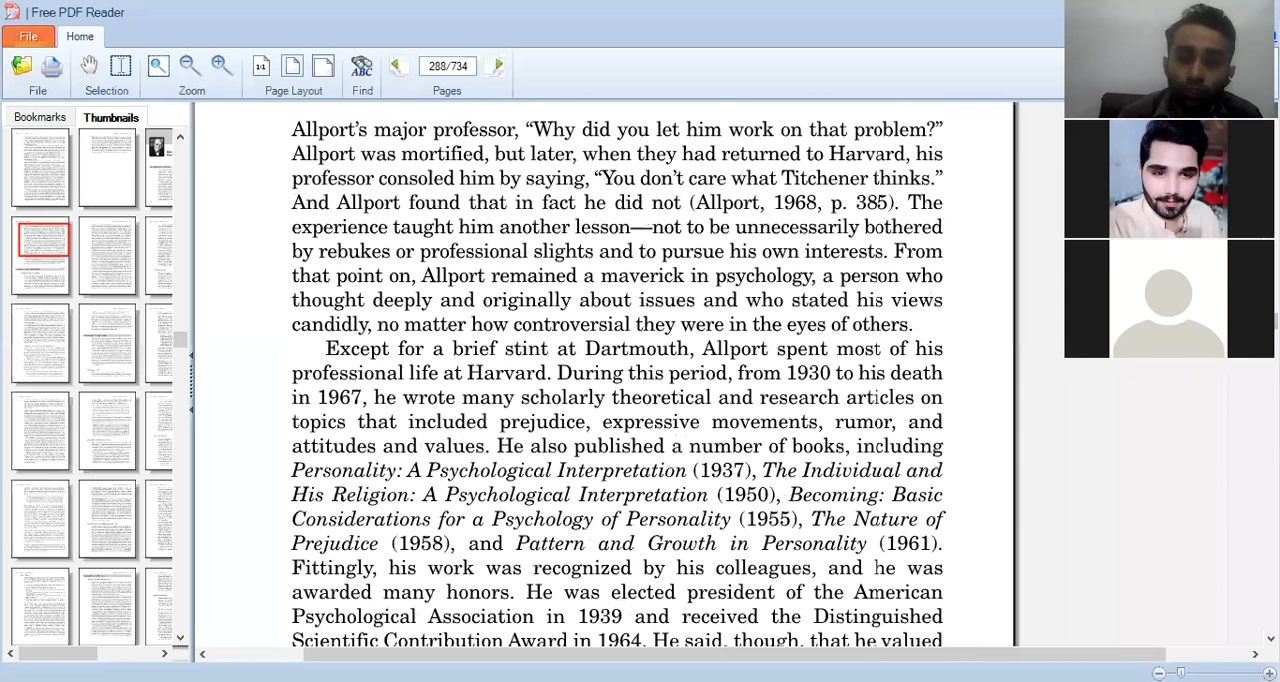 | Free PDF Reader
File
Home
File
Selection
Zoom
1:1
Page Layout
ABC
Find
288/734
Pages
Bookmarks
Thumbnails
Allport's major professor, “Why did you let him work on that problem?”
Allport was mortified, but later, when they had returned to Harvard, his
professor consoled him by saying, “You don't care what Titchener thinks.”
And Allport found that in fact he did not (Allport, 1968, p. 385). The
experience taught him another lesson—not to be unnecessarily bothered
by rebukes or professional slights and to pursue his own interests. From
that point on, Allport remained a maverick in psychology, a person who
thought deeply and originally about issues and who stated his views
candidly, no matter how controversial they were in the eyes of others.
Except for a brief stint at Dartmouth, Allport spent most of his
professional life at Harvard. During this period, from 1930 to his death
in 1967, he wrote many scholarly theoretical and research articles on
topics that included prejudice, expressive movements, rumor, and
attitudes and values. He also published a number of books, including
Personality: A Psychological Interpretation (1937), The Individual and
His Religion: A Psychological Interpretation (1950), Becoming: Basic
Considerations for a Psychology of Personality (1955), The Nature of
Prejudice (1958), and Pattern and Growth in Personality (1961).
Fittingly, his work was recognized by his colleagues, and he was
awarded many honors. He was elected president of the American
Psychological Association in 1939 and received the Distinguished
Scientific Contribution Award in 1964. He said, though, that he valued